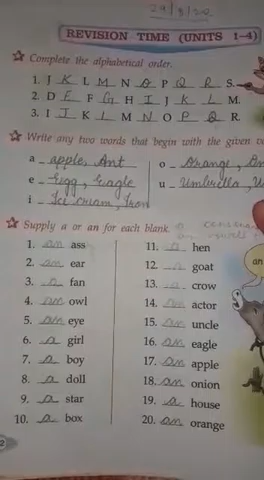 REVISION TIME (UNITS 1-4)
Complete the alphabetical order.
1. J K L M N O P Q R S.
2. D E F G H I J K L M.
3. I J K L M N O P Q R.
Write any two words that begin with the given
a apple, Ant o Orange,
e Egg, Eagle u Umbrella,
i Ice cream, Iron
Supply a or an for each blank.
1. an ass 11. a hen
2. an ear 12. a goat
3. a fan 13. a crow
4. an owl 14. an actor
5. an eye 15. an uncle
6. a girl 16. an eagle
7. a boy 17. an apple
8. a doll 18. an onion
9. a star 19. a house
10. a box 20. an orange
an